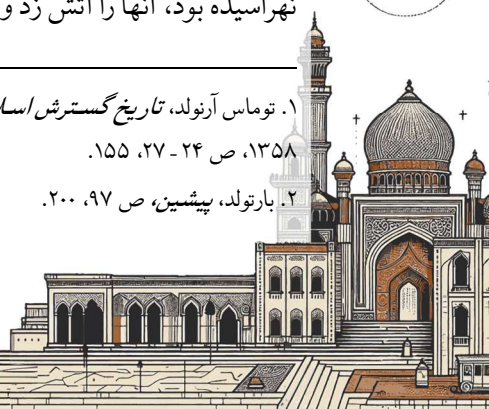 نهراسیده بود، آنها را آتش زد و
۱. توماس آرنولد، تاریخ گسترش اسلا
۱۳۵۸، ص ۲۴ - ۲۷، ۱۵۵.
۲. بارتولد، پیشین، ص ۹۷، ۲۰۰.